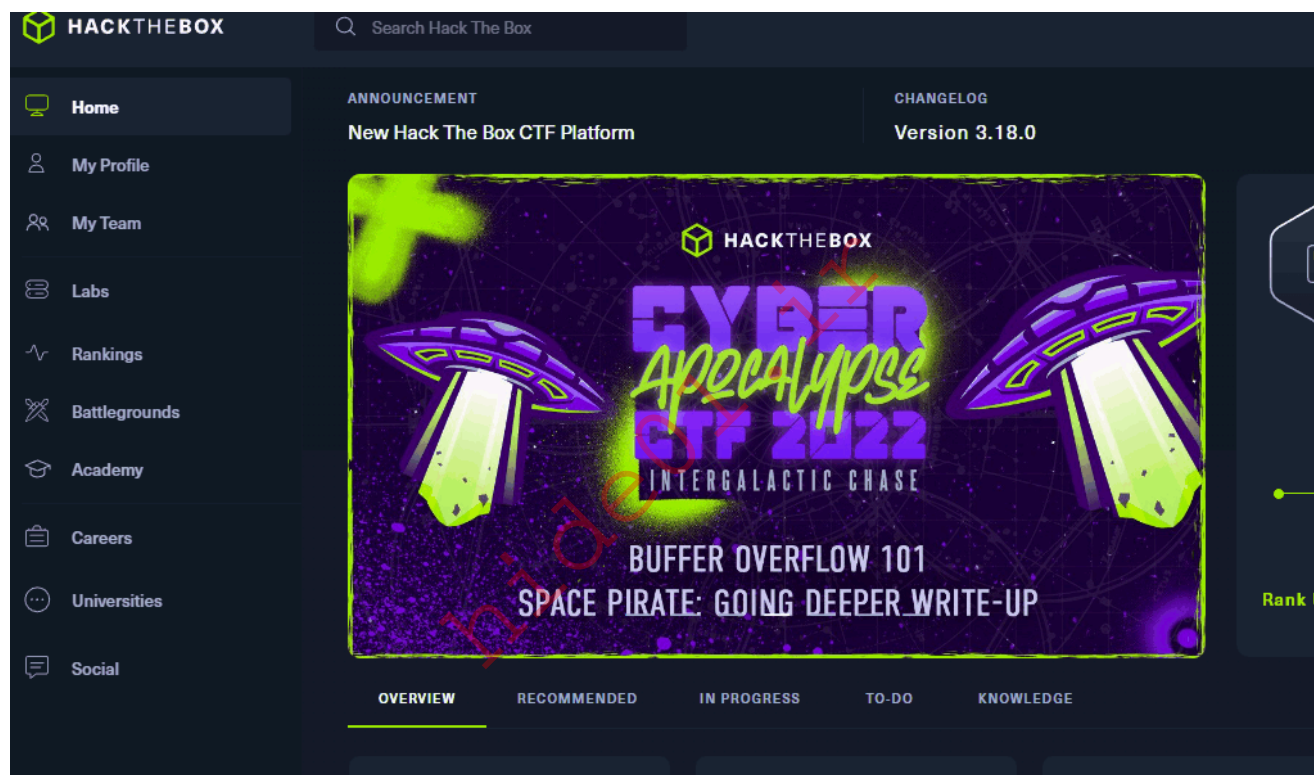 HACKTHEBOX
Search Hack The Box
Home
My Profile
My Team
Labs
Rankings
Battlegrounds
Academy
Careers
Universities
Social
ANNOUNCEMENT
New Hack The Box CTF Platform
CHANGELOG
Version 3.18.0
HACKTHEBOX
CYBER
APOCALYPSE
CTF 2022
INTERGALACTIC CHASE
BUFFER OVERFLOW 101
SPACE PIRATE: GOING DEEPER WRITE-UP
Rank
OVERVIEW
RECOMMENDED
IN PROGRESS
TO-DO
KNOWLEDGE